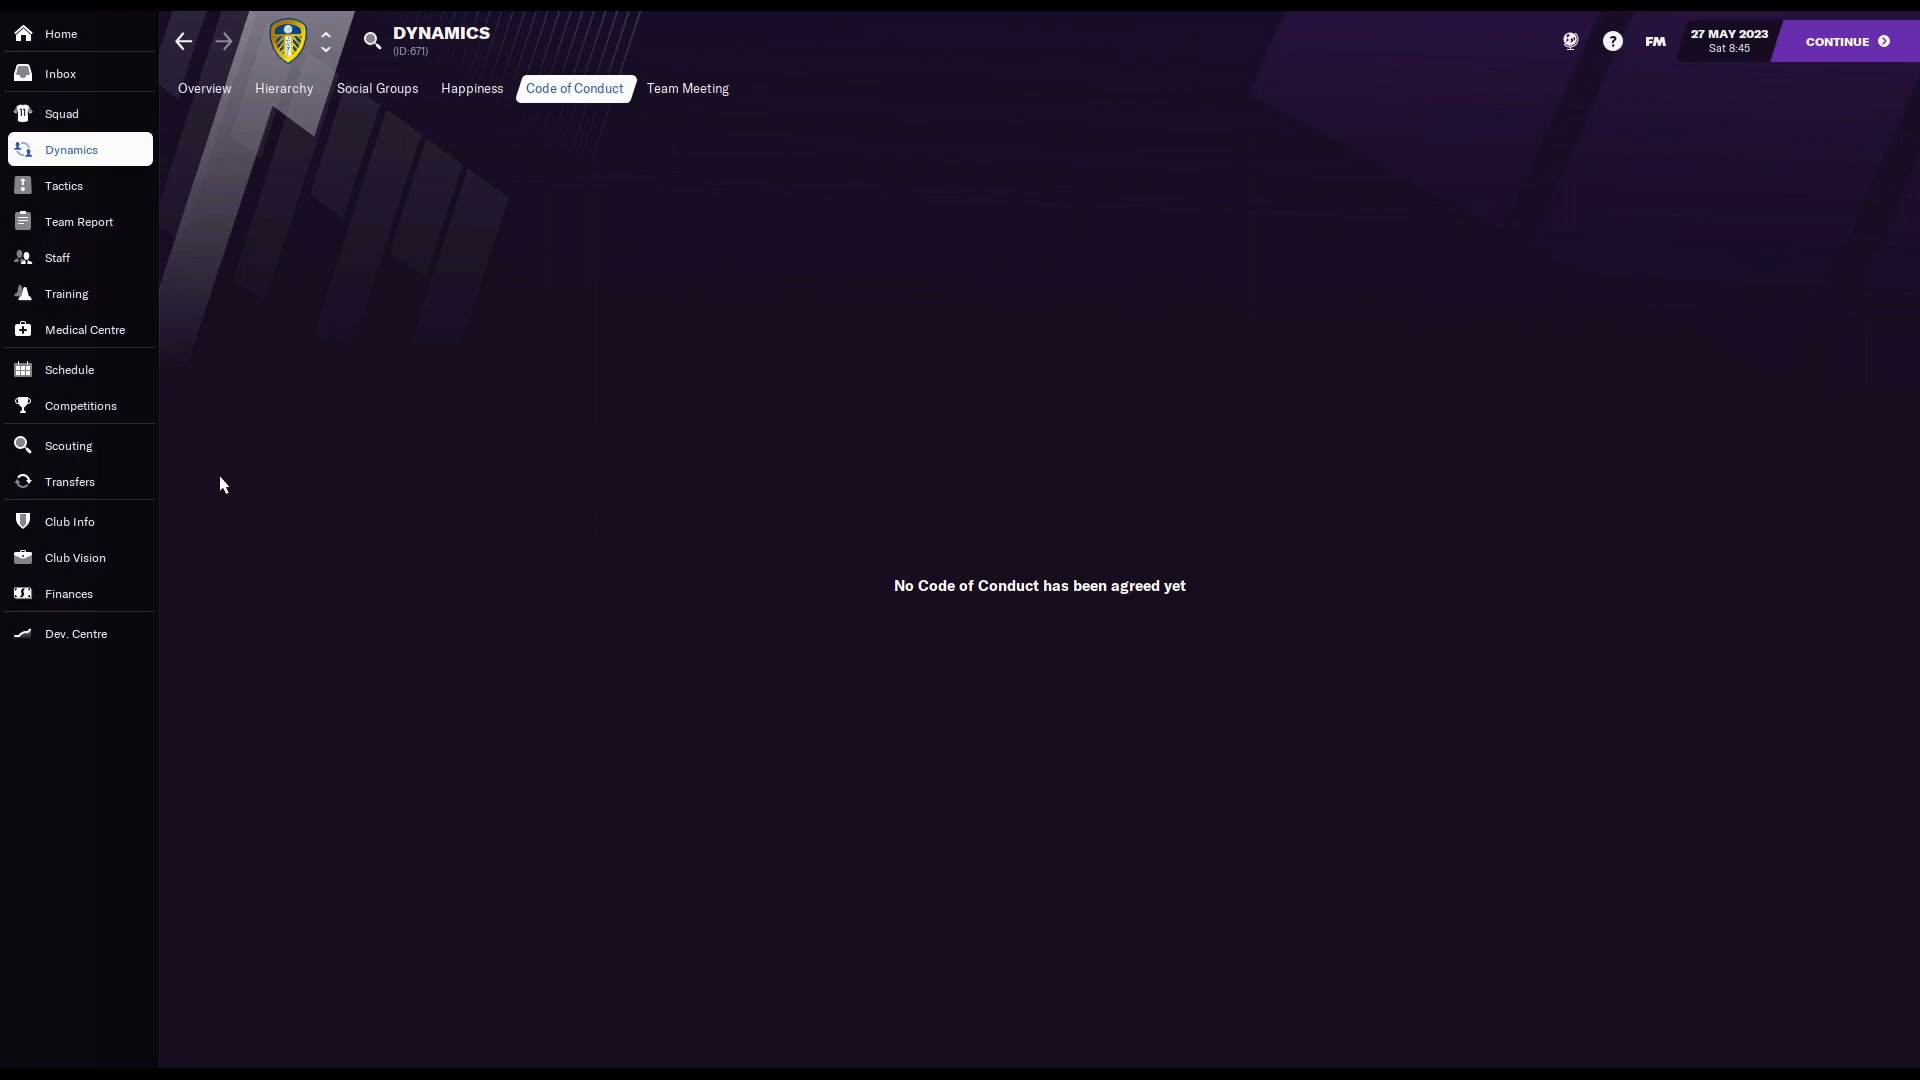 Home
Inbox
Squad
Dynamics
Tactics
Team Report
Staff
Training
Medical Centre
Schedule
Competitions
Scouting
Transfers
Club Info
Club Vision
Finances
Dev. Centre
DYNAMICS
(ID:671)
FM
27 MAY 2023
Sat 8:45
CONTINUE
Overview Hierarchy Social Groups Happiness Code of Conduct Team Meeting
No Code of Conduct has been agreed yet